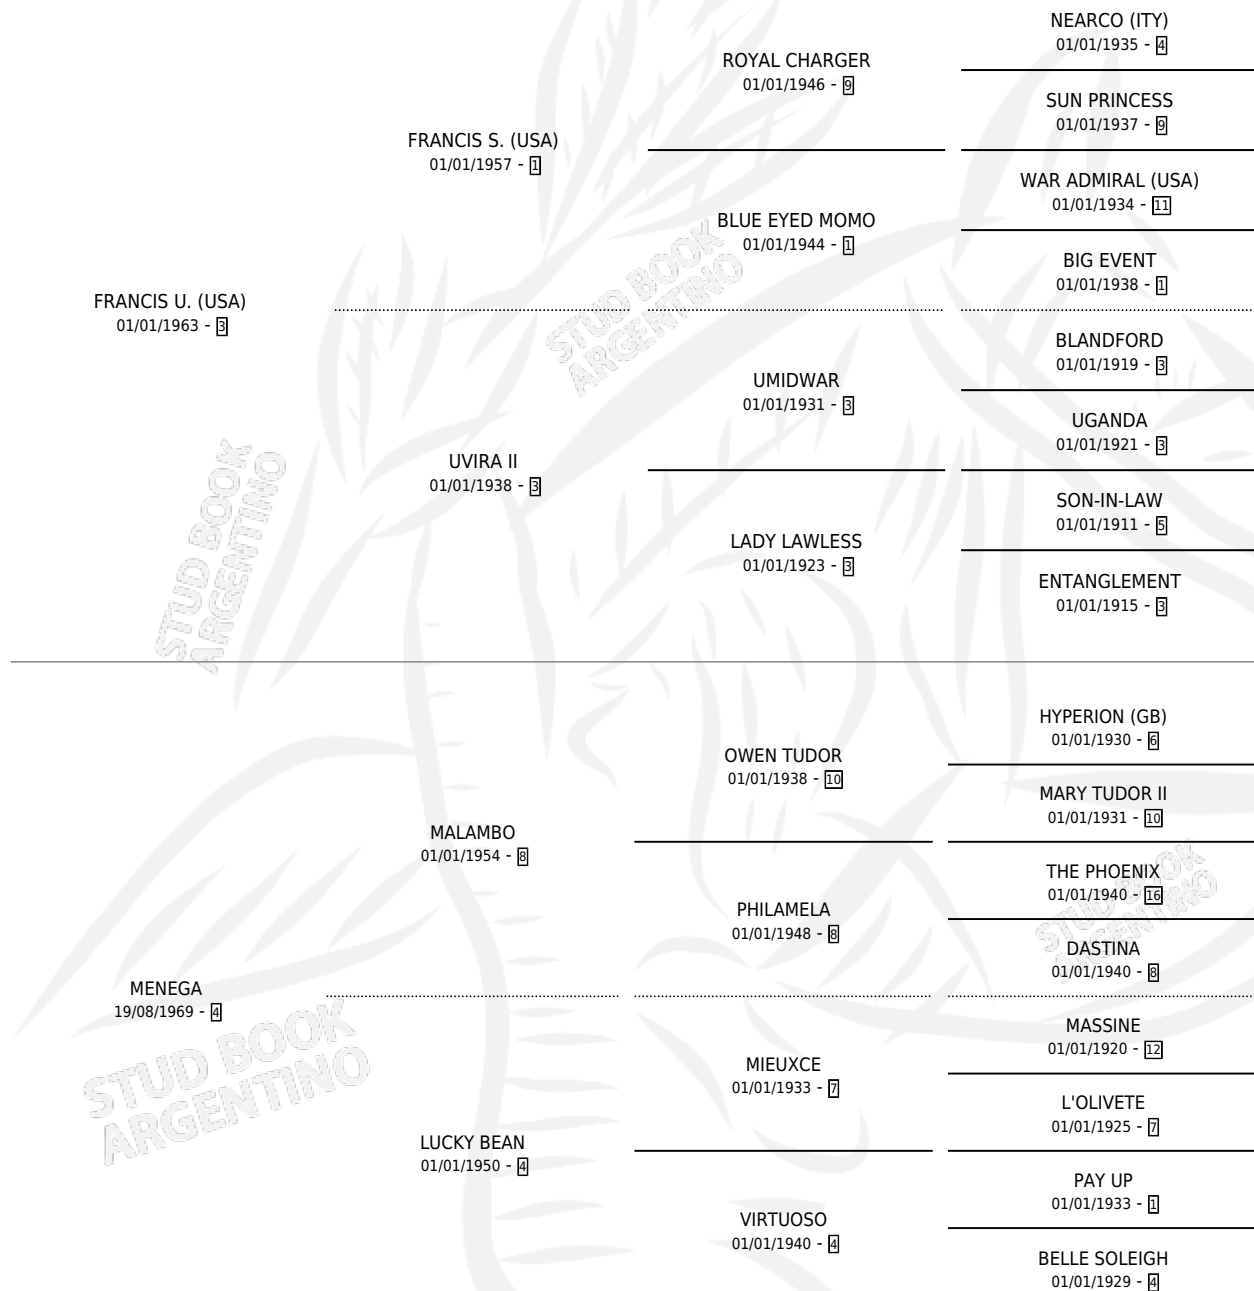 NEARCO (ITY)
01/01/1935 - 4
ROYAL CHARGER
01/01/1946 - 9
SUN PRINCESS
01/01/1937 - 9
FRANCIS S. (USA)
01/01/1957 - 1
WAR ADMIRAL (USA)
01/01/1934 - 11
BLUE EYED MOMO
01/01/1944 - 1
BIG EVENT
01/01/1938 - 1
FRANCIS U. (USA)
01/01/1963 - 3
BLANDFORD
01/01/1919 - 3
UMIDWAR
01/01/1931 - 3
UGANDA
01/01/1921 - 3
UVIRA II
01/01/1938 - 3
SON-IN-LAW
01/01/1911 - 5
LADY LAWLESS
01/01/1923 - 3
ENTANGLEMENT
01/01/1915 - 3
HYPERION (GB)
01/01/1930 - 6
OWEN TUDOR
01/01/1938 - 10
MARY TUDOR II
01/01/1931 - 10
MALAMBO
01/01/1954 - 8
THE PHOENIX
01/01/1940 - 16
PHILAMELA
01/01/1948 - 8
DASTINA
01/01/1940 - 8
MENEGA
19/08/1969 - 4
MASSINE
01/01/1920 - 12
MIEUXCE
01/01/1933 - 7
L'OLIVETE
01/01/1925 - 7
LUCKY BEAN
01/01/1950 - 4
PAY UP
01/01/1933 - 1
VIRTUOSO
01/01/1940 - 4
BELLE SOLEIGH
01/01/1929 - 4
STUD BOOK
ARGENTINO
STUD BOOK
ARGENTINO
STUD BOOK
ARGENTINO
STUD BOOK
ARGENTINO